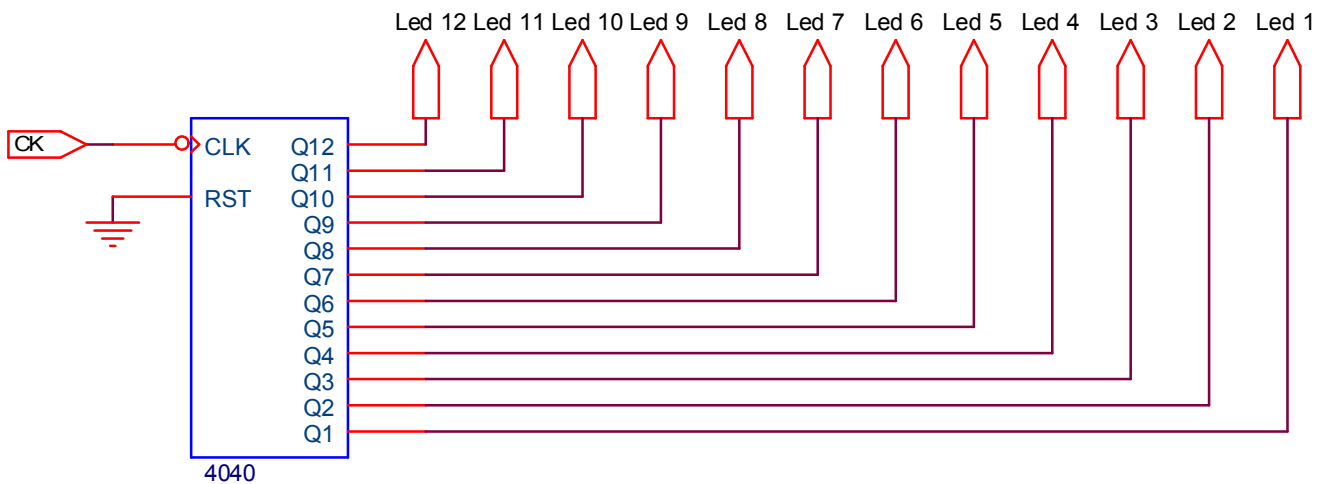 Led 12 Led 11 Led 10 Led 9 Led 8 Led 7 Led 6 Led 5 Led 4 Led 3 Led 2 Led 1
CK CLK Q12
Q11
RST Q10
Q9
Q8
Q7
Q6
Q5
Q4
Q3
Q2
Q1
4040